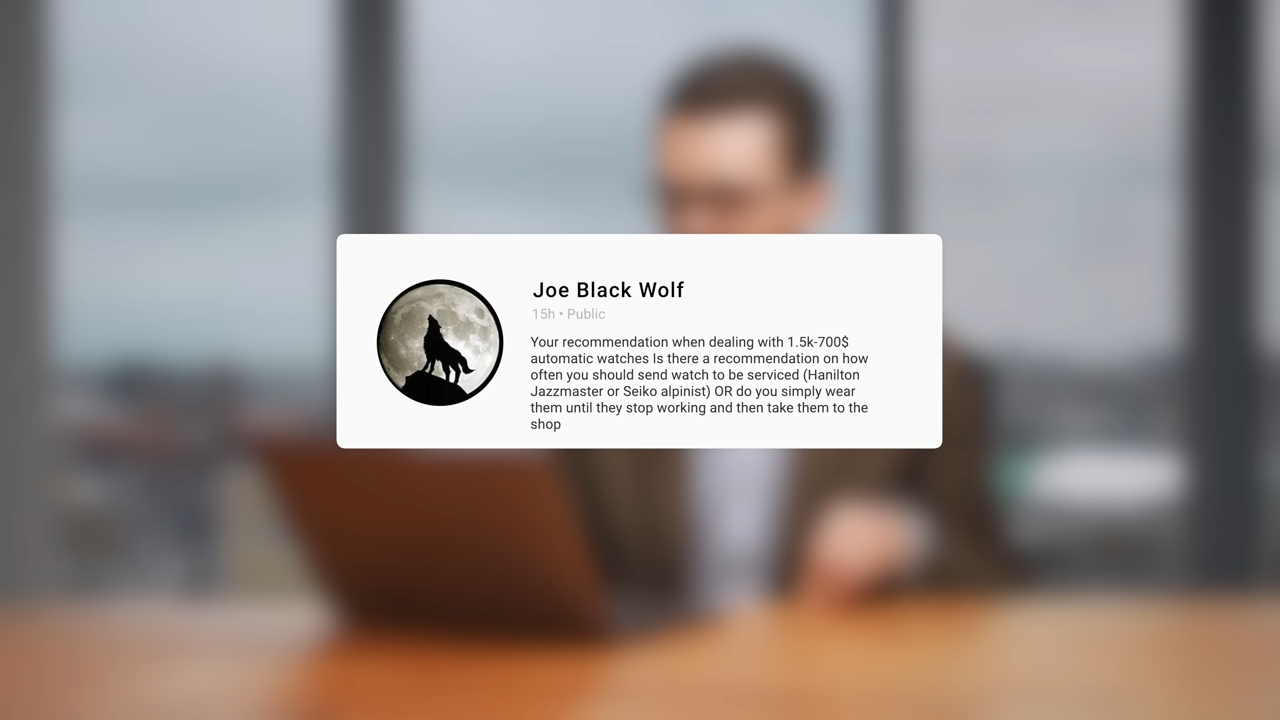 Joe Black Wolf
15h • Public
Your recommendation when dealing with 1.5k-700$
automatic watches Is there a recommendation on how
often you should send watch to be serviced (Hanilton
Jazzmaster or Seiko alpinist) OR do you simply wear
them until they stop working and then take them to the
shop